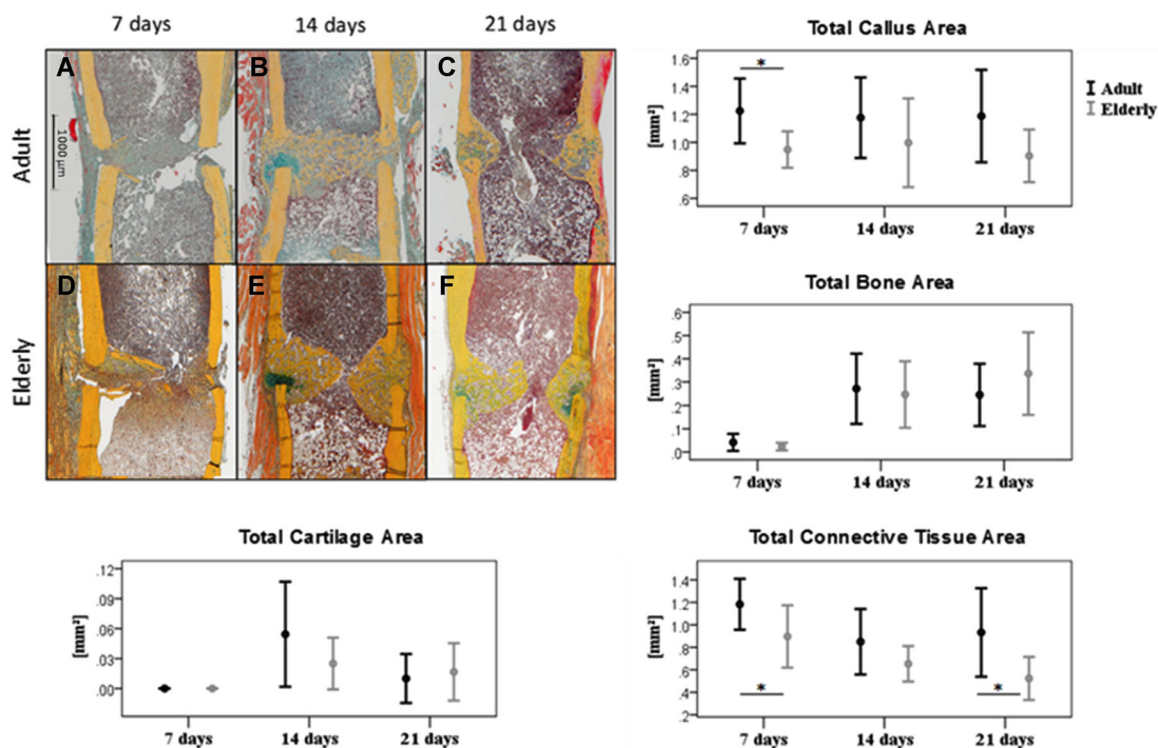 7 days 14 days 21 days
Adult
A B C
1000 µm
Elderly
D E F
Total Callus Area
[mm²]
1.6
1.4
1.2
1.0
.8
.6
*
7 days 14 days 21 days
Adult
Elderly
Total Bone Area
[mm²]
.6
.5
.4
.3
.2
.1
.0
7 days 14 days 21 days
Total Cartilage Area
[mm²]
.12
.09
.06
.03
.00
7 days 14 days 21 days
Total Connective Tissue Area
[mm²]
1.4
1.2
1.0
.8
.6
.4
.2
* *
7 days 14 days 21 days